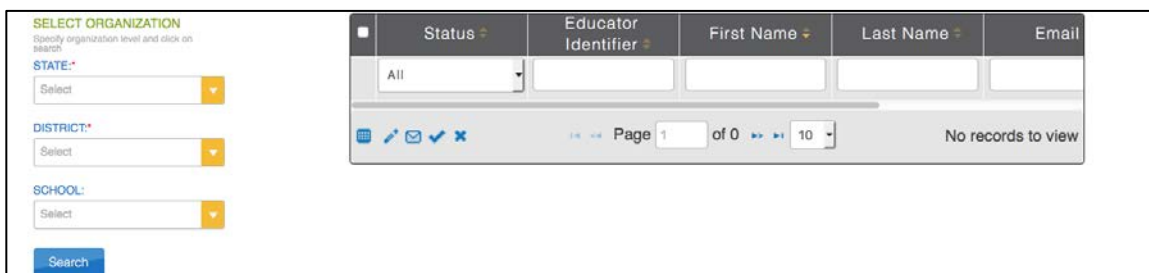 SELECT ORGANIZATION
Specify organization level and click on
search
STATE:*
Select
DISTRICT:*
Select
SCHOOL:
Select
Search
Status Educator Identifier First Name Last Name Email
All
Page 1 of 0 10 No records to view